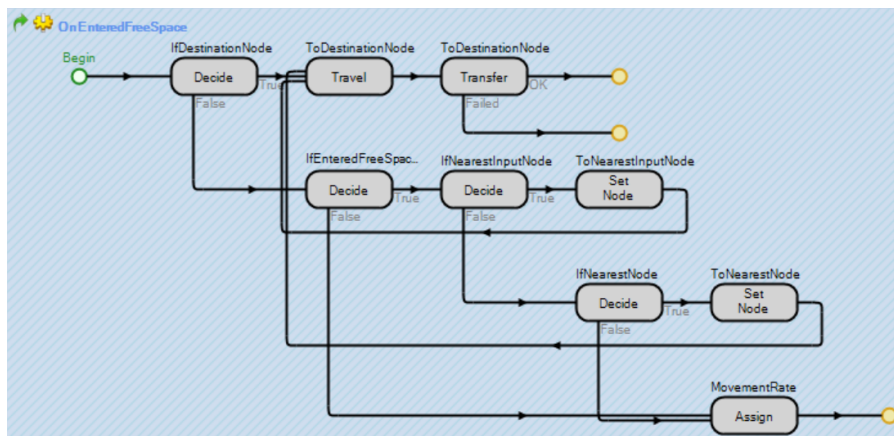 OnEnteredFreeSpace
IfDestinationNode
ToDestinationNode
ToDestinationNode
Begin
Decide
Travel
Transfer
True
OK
False
Failed
IfEnteredFreeSpac..
IfNearestInputNode
ToNearestInputNode
Decide
Decide
Set
Node
True
True
False
False
IfNearestNode
ToNearestNode
Decide
Set
Node
True
False
MovementRate
Assign